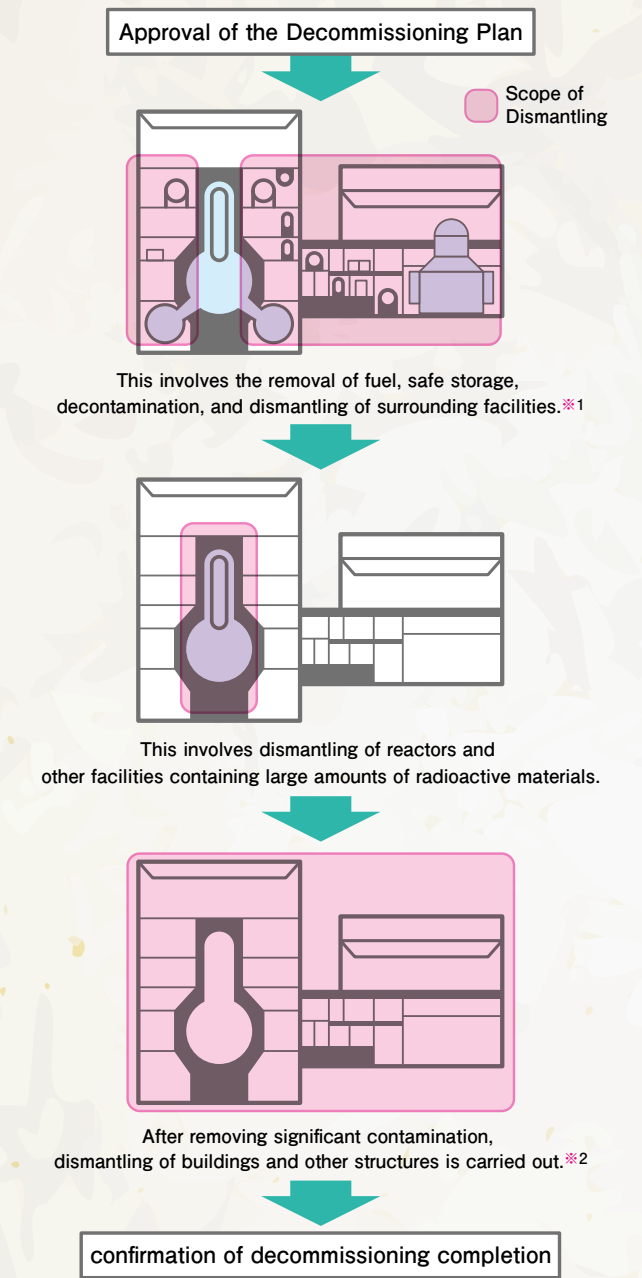 Approval of the Decommissioning Plan
Scope of
Dismantling
This involves the removal of fuel, safe storage,
decontamination, and dismantling of surrounding facilities.※1
This involves dismantling of reactors and
other facilities containing large amounts of radioactive materials.
After removing significant contamination,
dismantling of buildings and other structures is carried out.※2
confirmation of decommissioning completion